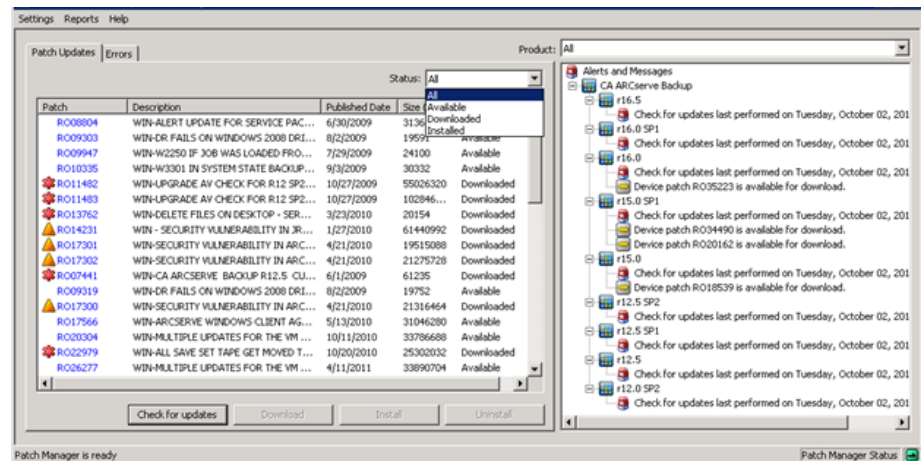 Settings Reports Help
Patch Updates Errors
Product: All
Status: All
All
Available
Downloaded
Installed
Patch Description Published Date Size
RO08804 WIN-ALERT UPDATE FOR SERVICE PAC... 6/30/2009 3136
RO09303 WIN-DR FAILS ON WINDOWS 2008 DRI... 8/2/2009 19591 Available
RO09947 WIN-W2250 IF JOB WAS LOADED FRO... 7/29/2009 24100 Available
RO10335 WIN-W3301 IN SYSTEM STATE BACKUP... 9/3/2009 30332 Available
RO11482 WIN-UPGRADE AV CHECK FOR R12 SP2... 10/27/2009 55026320 Downloaded
RO11483 WIN-UPGRADE AV CHECK FOR R12 SP2... 10/27/2009 102846... Downloaded
RO13762 WIN-DELETE FILES ON DESKTOP - SER... 3/23/2010 20154 Downloaded
RO14231 WIN - SECURITY VULNERABILITY IN JR... 1/27/2010 61440992 Downloaded
RO17301 WIN-SECURITY VULNERABILITY IN ARC... 4/21/2010 19515088 Downloaded
RO17302 WIN-SECURITY VULNERABILITY IN ARC... 4/21/2010 21275728 Downloaded
RO07441 WIN-CA ARCSERVE BACKUP R12.5 CU... 6/1/2009 61235 Downloaded
RO09319 WIN-DR FAILS ON WINDOWS 2008 DRI... 8/2/2009 19752 Available
RO17300 WIN-SECURITY VULNERABILITY IN ARC... 4/21/2010 21316464 Downloaded
RO17566 WIN-ARCSERVE WINDOWS CLIENT AG... 5/13/2010 31046280 Available
RO20304 WIN-MULTIPLE UPDATES FOR THE VM ... 10/11/2010 33786688 Available
RO22979 WIN-ALL SAVE SET TAPE GET MOVED T... 10/20/2010 25302032 Downloaded
RO26277 WIN-MULTIPLE UPDATES FOR THE VM ... 4/11/2011 33890704 Available
Check for updates Download Install Uninstall
Alerts and Messages
CA ARCserve Backup
r16.5
Check for updates last performed on Tuesday, October 02, 201
r16.0 SP1
Check for updates last performed on Tuesday, October 02, 201
r16.0
Check for updates last performed on Tuesday, October 02, 201
Device patch RO35223 is available for download.
r15.0 SP1
Check for updates last performed on Tuesday, October 02, 201
Device patch RO34490 is available for download.
Device patch RO20162 is available for download.
r15.0
Check for updates last performed on Tuesday, October 02, 201
Device patch RO18539 is available for download.
r12.5 SP2
Check for updates last performed on Tuesday, October 02, 201
r12.5 SP1
Check for updates last performed on Tuesday, October 02, 201
r12.5
Check for updates last performed on Tuesday, October 02, 201
r12.0 SP2
Check for updates last performed on Tuesday, October 02, 201
Patch Manager is ready
Patch Manager Status